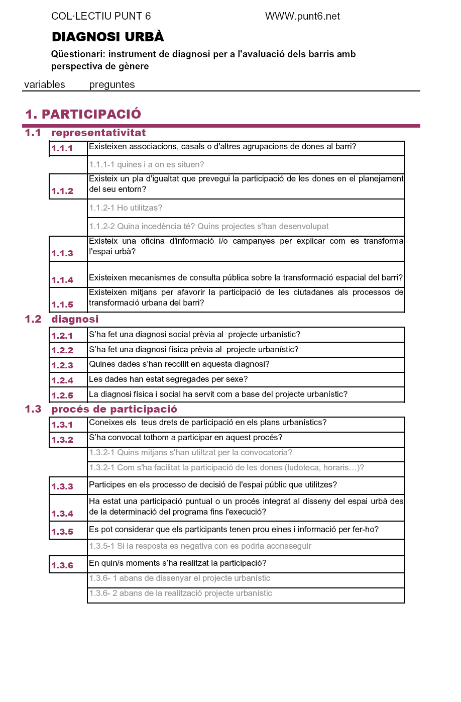 COL·LECTIU PUNT 6 WWW.punt6.net
DIAGNOSI URBÀ
Qüestionari: instrument de diagnosi per a l'avaluació dels barris amb
perspectiva de gènere
variables preguntes
1. PARTICIPACIÓ
1.1 representativitat
1.1.1 Existeixen associacions, casals o d'altres agrupacions de dones al barri?
1.1.1-1 quines i a on es situen?
Existeix un pla d'igualtat que prevegui la participació de les dones en el planejament
1.1.2 del seu entorn?
1.1.2-1 Ho utilitzas?
1.1.2-2 Quina incedència té? Quins projectes s'han desenvolupat
Existeix una oficina d'informació i/o campanyes per explicar com es transforma
1.1.3 l'espai urbà?
1.1.4 Existeixen mecanismes de consulta pública sobre la transformació espacial del barri?
Existeixen mitjans per afavorir la participació de les ciutadanes als processos de
1.1.5 transformació urbana del barri?
1.2 diagnosi
1.2.1 S'ha fet una diagnosi social prèvia al projecte urbanístic?
1.2.2 S'ha fet una diagnosi física prèvia al projecte urbanístic?
1.2.3 Quines dades s'han recollit en aquesta diagnosi?
1.2.4 Les dades han estat segregades per sexe?
1.2.5 La diagnosi física i social ha servit com a base del projecte urbanístic?
1.3 procés de participació
1.3.1 Coneixes els teus drets de participació en els plans urbanístics?
1.3.2 S'ha convocat tothom a participar en aquest procés?
1.3.2-1 Quins mitjans s'han utilitzat per la convocatoria?
1.3.2-1 Com s'ha facilitat la participació de les dones (ludoteca, horaris…)?
1.3.3 Participes en els processo de decisió de l'espai públic que utilitzes?
Ha estat una participació puntual o un procés integral al disseny del espai urbà des
1.3.4 de la determinació del programa fins l'execució?
1.3.5 Es pot considerar que els participants tenen prou eines i informació per fer-ho?
1.3.5-1 Si la resposta es negativa con es podria aconseguir
1.3.6 En quin/s moments s'ha realitzat la participació?
1.3.6- 1 abans de dissenyar el projecte urbanístic
1.3.6- 2 abans de la realització projecte urbanístic